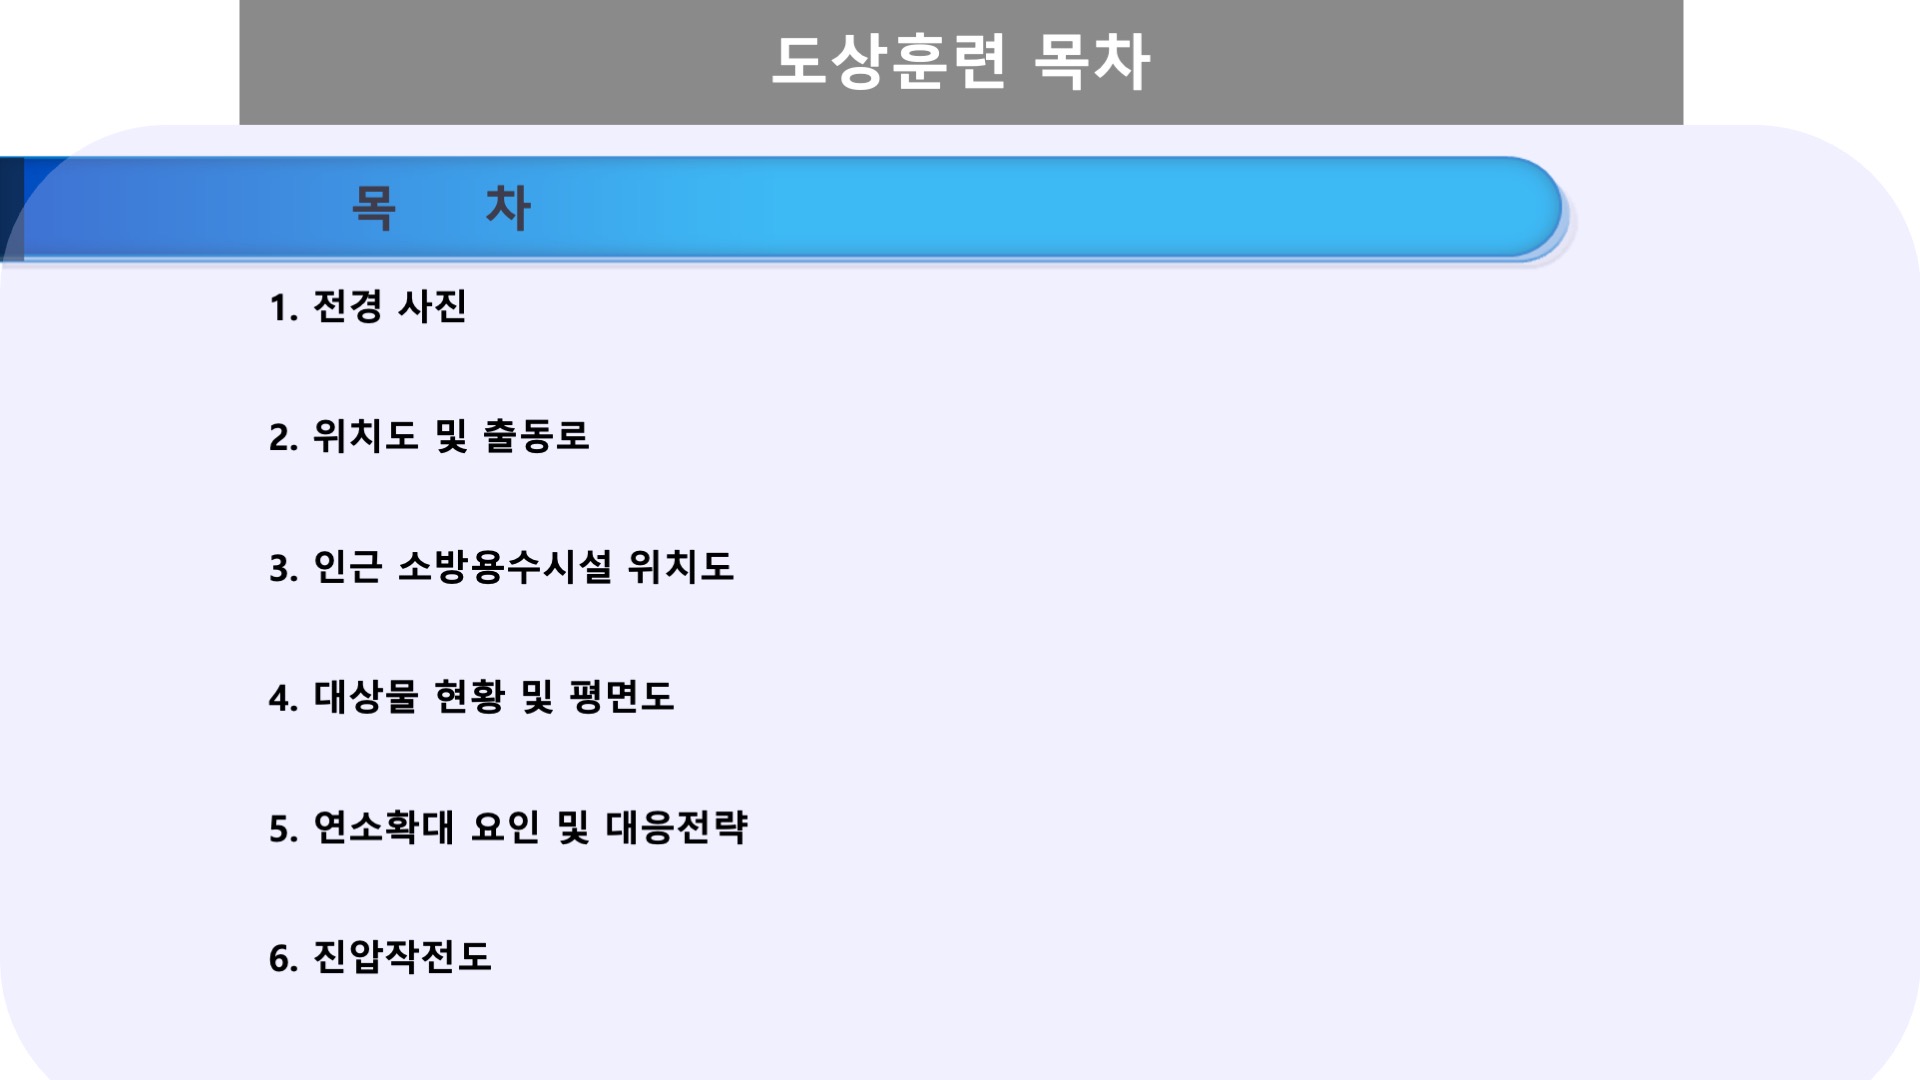 도상훈련 목차
목 차
1. 전경 사진
2. 위치도 및 출동로
3. 인근 소방용수시설 위치도
4. 대상물 현황 및 평면도
5. 연소확대 요인 및 대응전략
6. 진압작전도